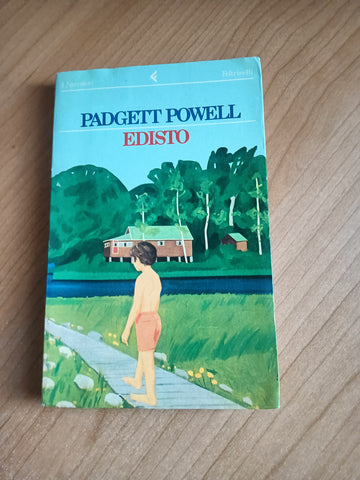 I Narratori
Feltrinelli
PADGETT POWELL
EDISTO